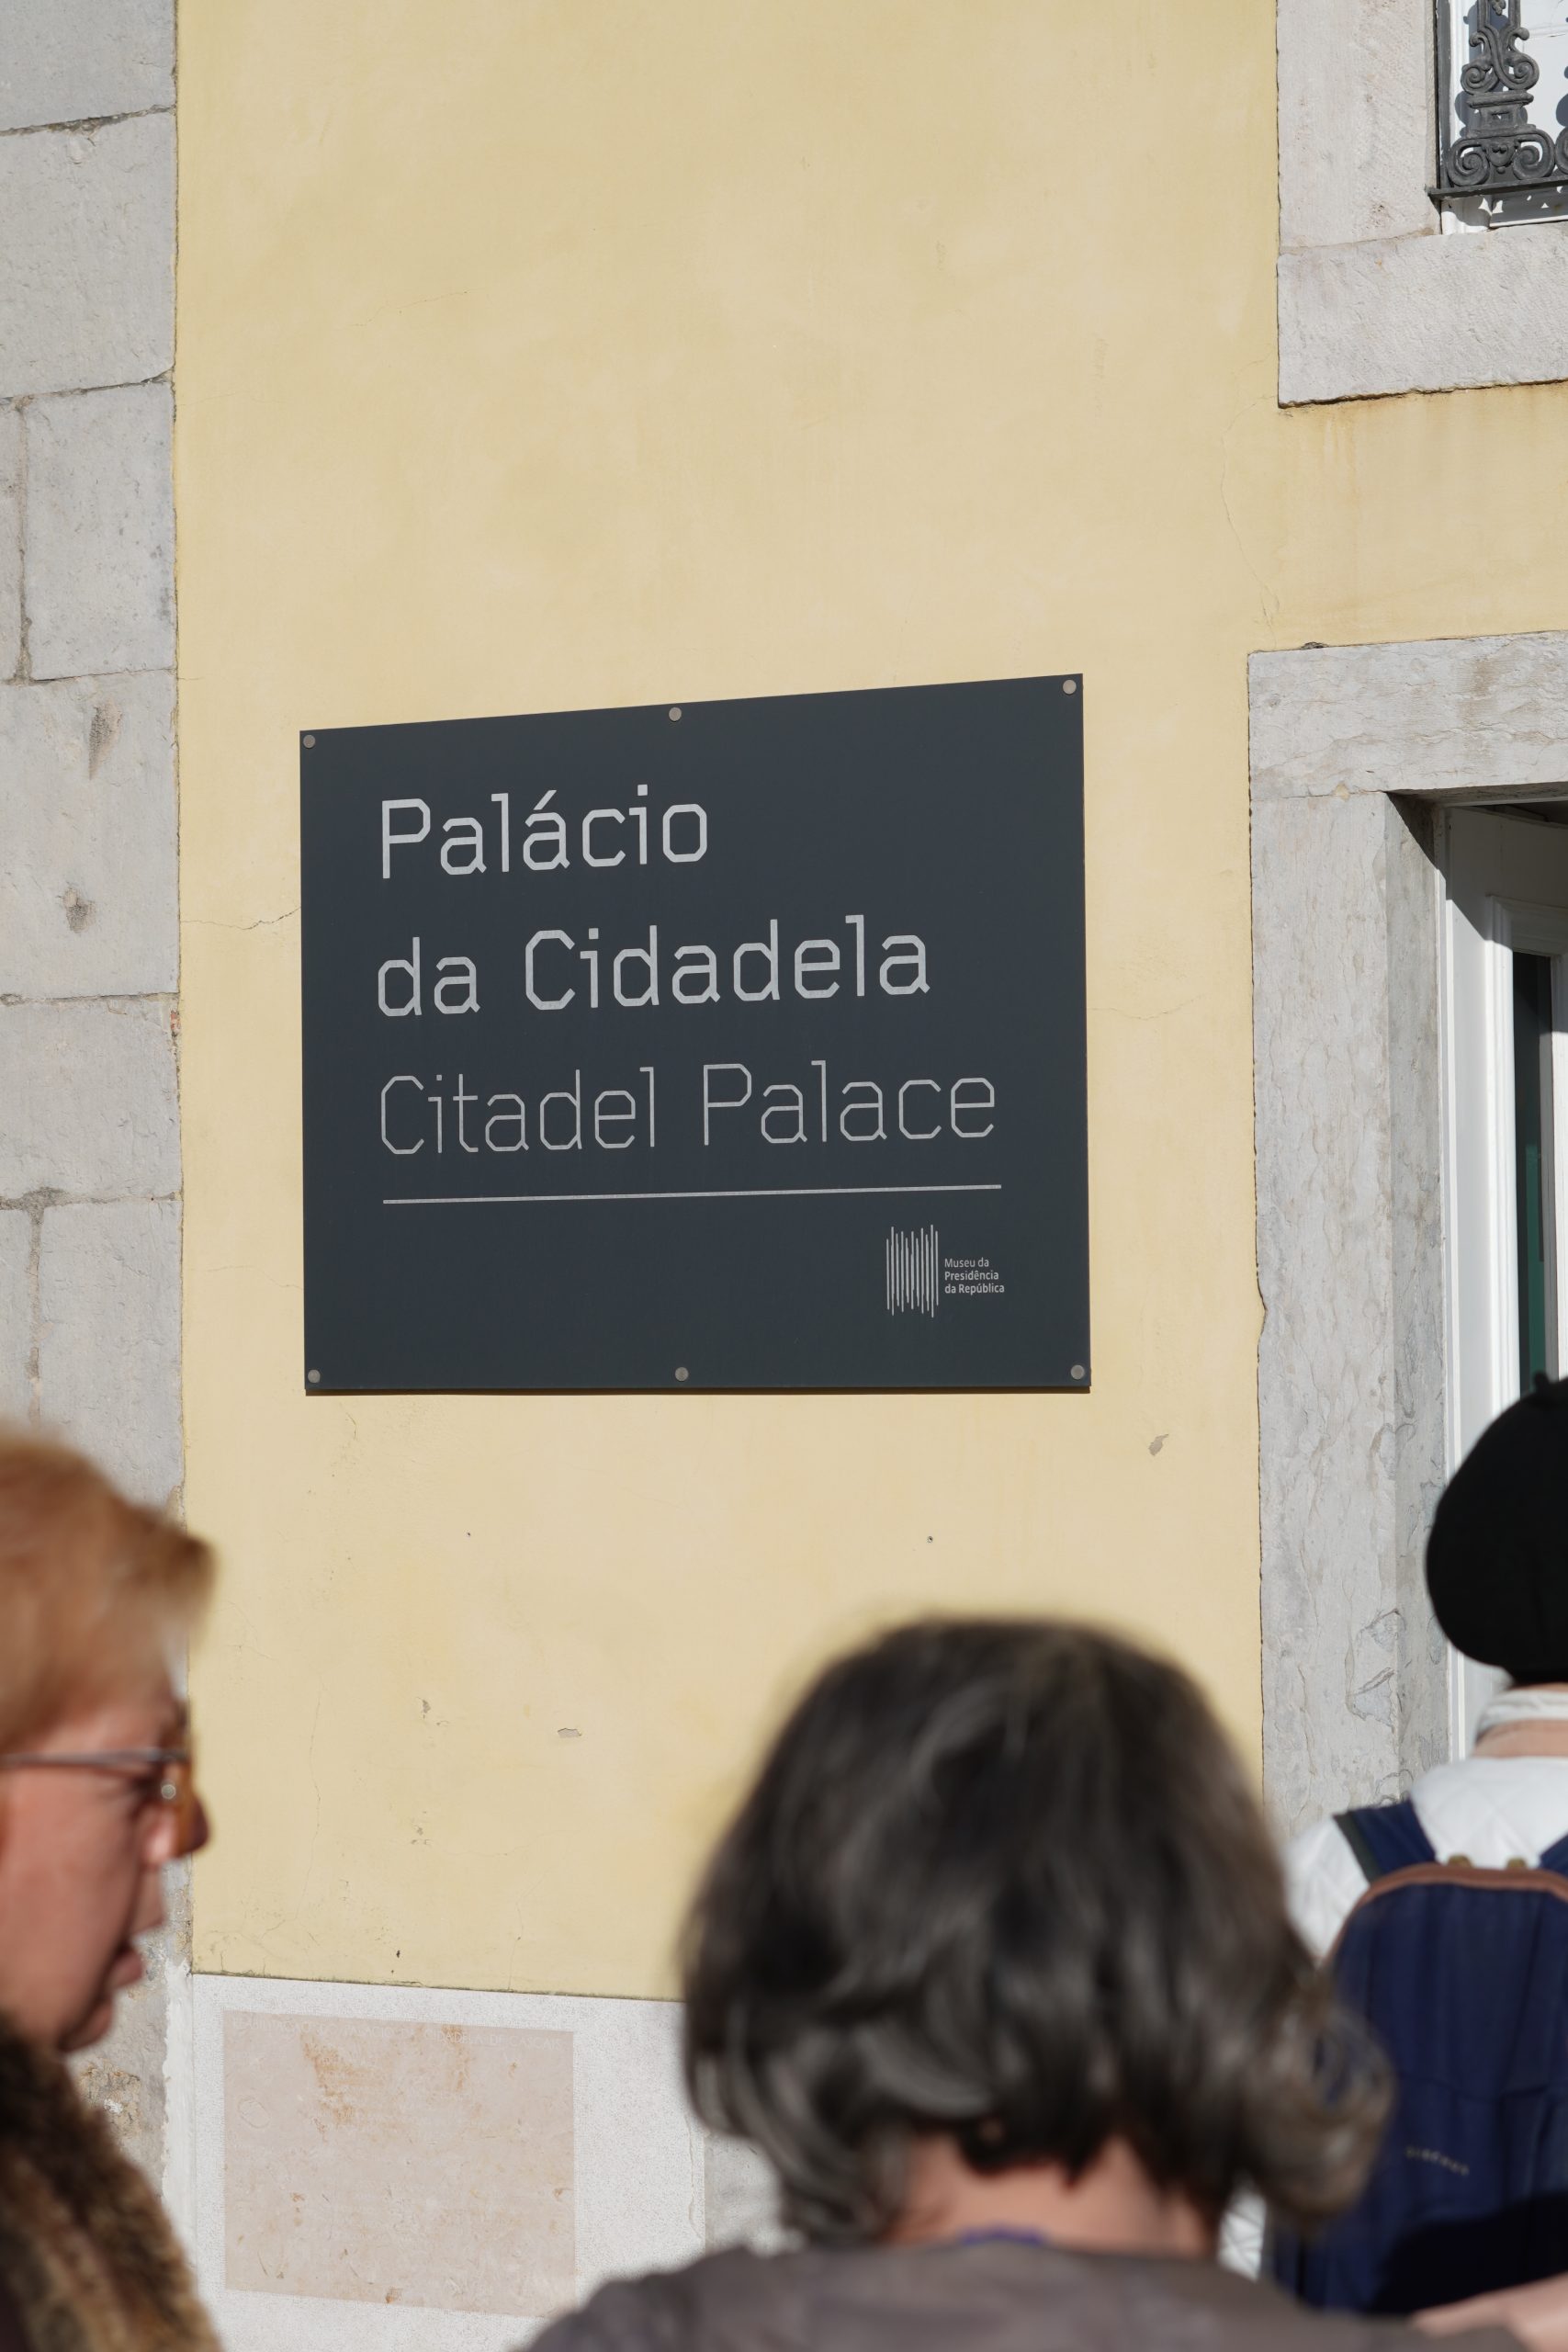 Palácio
da Cidadela
Citadel Palace
Museu da
Presidência
da República